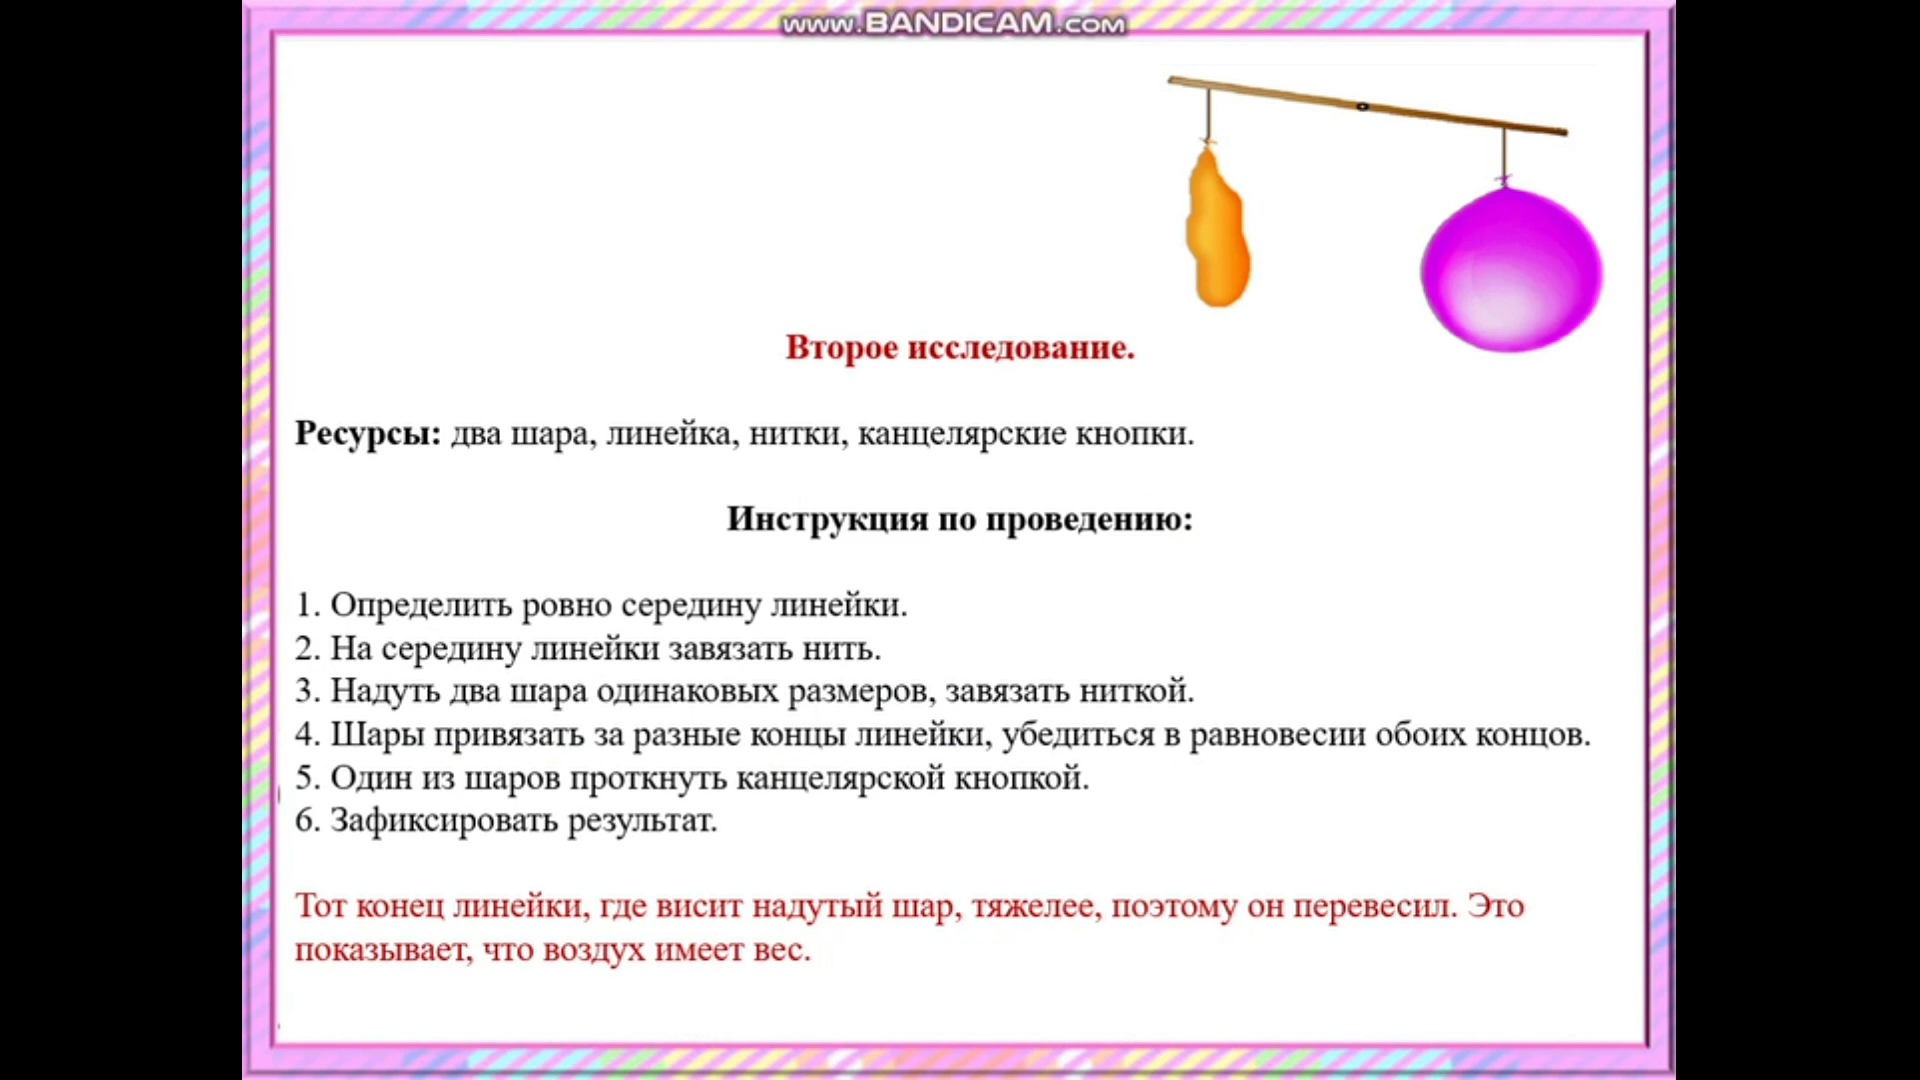 www.BANDICAM.com
Второе исследование.
Ресурсы: два шара, линейка, нитки, канцелярские кнопки.
Инструкция по проведению:
1. Определить ровно середину линейки.
2. На середину линейки завязать нить.
3. Надуть два шара одинаковых размеров, завязать ниткой.
4. Шары привязать за разные концы линейки, убедиться в равновесии обоих концов.
5. Один из шаров проткнуть канцелярской кнопкой.
6. Зафиксировать результат.
Тот конец линейки, где висит надутый шар, тяжелее, поэтому он перевесил. Это
показывает, что воздух имеет вес.